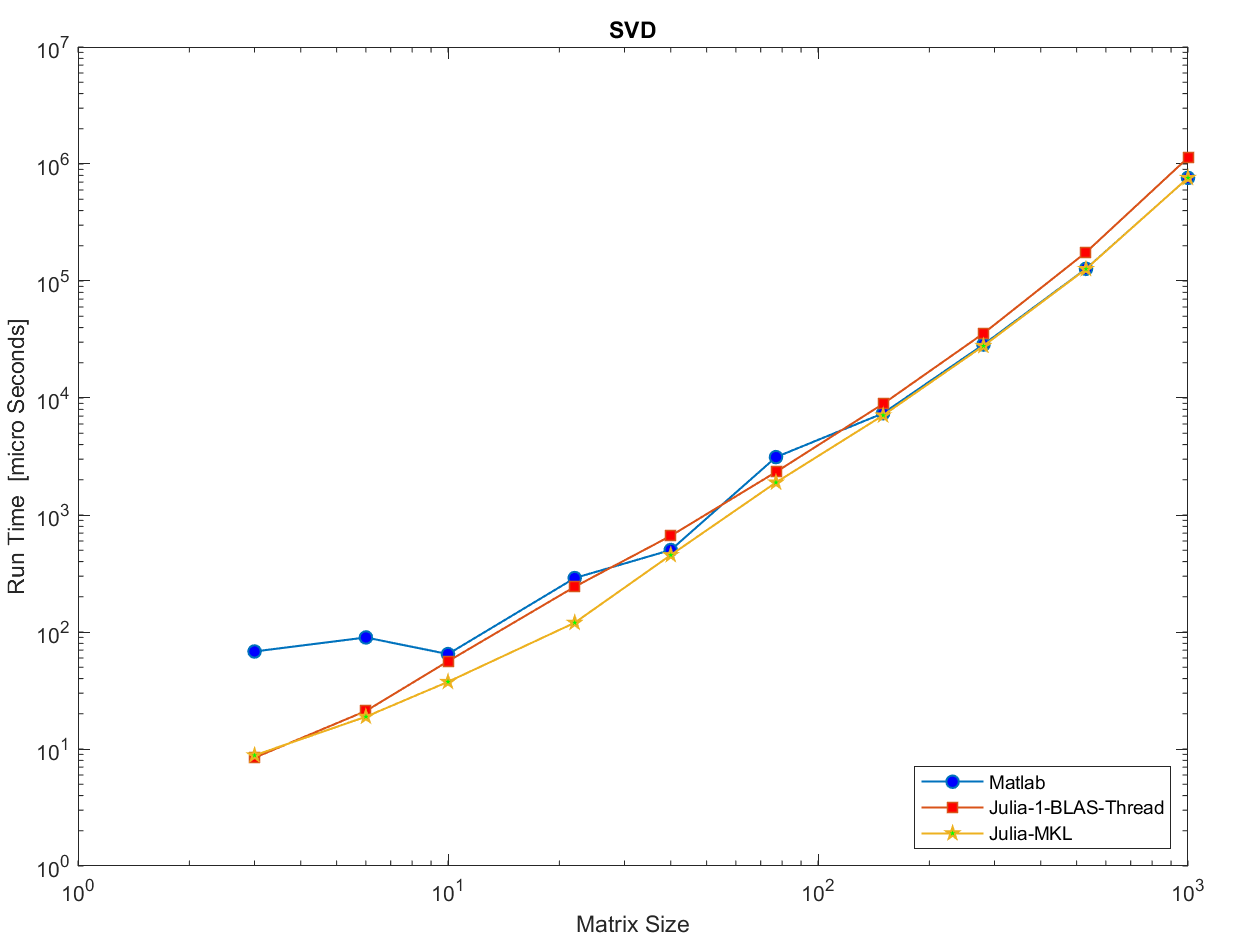 SVD
10^7
10^6
10^5
10^4
10^3
10^2
10^1
10^0
Run Time [micro Seconds]
10^0 10^1 10^2 10^3
Matrix Size
Matlab
Julia-1-BLAS-Thread
Julia-MKL